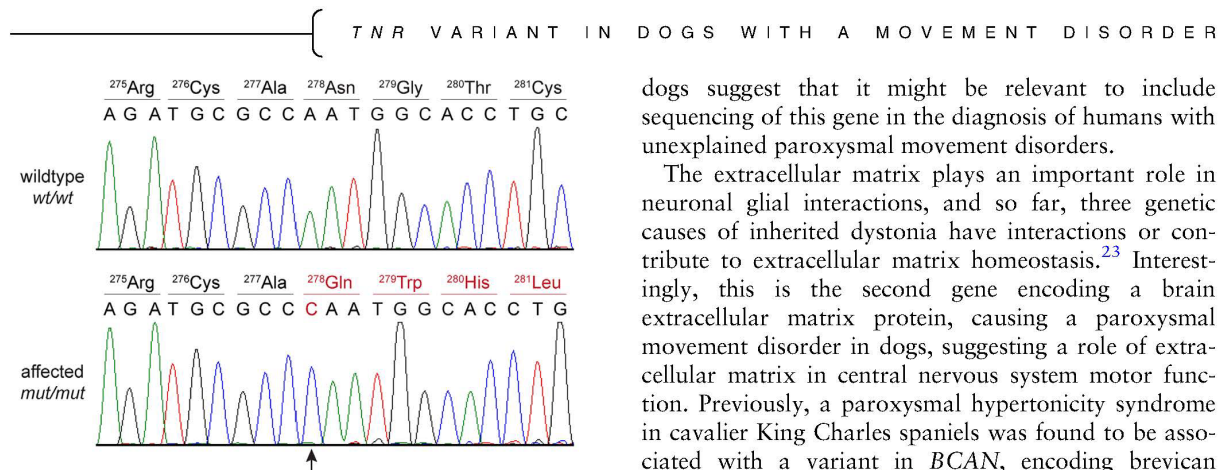 TNR VARIANT IN DOGS WITH A MOVEMENT DISORDER
²⁷⁵Arg ²⁷⁶Cys ²⁷⁷Ala ²⁷⁸Asn ²⁷⁹Gly ²⁸⁰Thr ²⁸¹Cys
A G A T G C G C C A A T G G C A C C T G C
wildtype
wt/wt
²⁷⁵Arg ²⁷⁶Cys ²⁷⁷Ala ²⁷⁸Gln ²⁷⁹Trp ²⁸⁰His ²⁸¹Leu
A G A T G C G C C C A A T G G C A C C T G
affected
mut/mut
dogs suggest that it might be relevant to include
sequencing of this gene in the diagnosis of humans with
unexplained paroxysmal movement disorders.
The extracellular matrix plays an important role in
neuronal glial interactions, and so far, three genetic
causes of inherited dystonia have interactions or con-
tribute to extracellular matrix homeostasis.²³ Interest-
ingly, this is the second gene encoding a brain
extracellular matrix protein, causing a paroxysmal
movement disorder in dogs, suggesting a role of extra-
cellular matrix in central nervous system motor func-
tion. Previously, a paroxysmal hypertonicity syndrome
in cavalier King Charles spaniels was found to be asso-
ciated with a variant in BCAN, encoding brevican